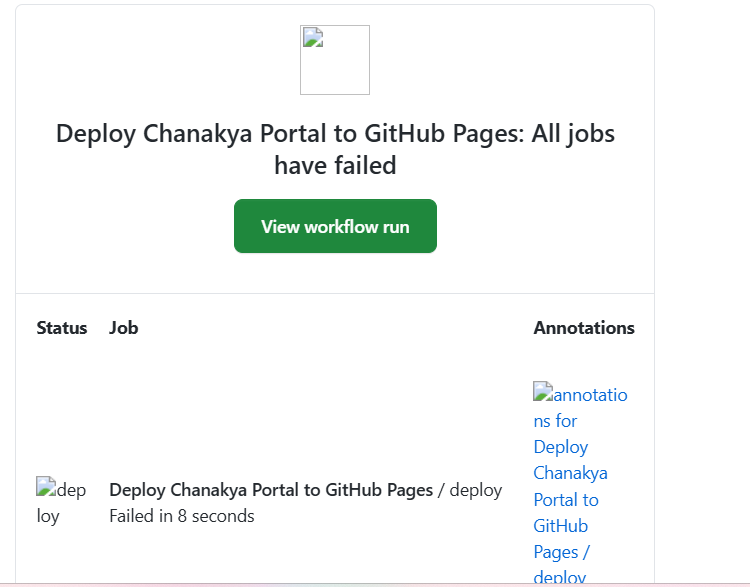 Deploy Chanakya Portal to GitHub Pages: All jobs
have failed
View workflow run
Status Job Annotations
annotatio
ns for
Deploy
Chanakya
Portal to
GitHub
Pages /
deploy
dep
loy
Deploy Chanakya Portal to GitHub Pages / deploy
Failed in 8 seconds